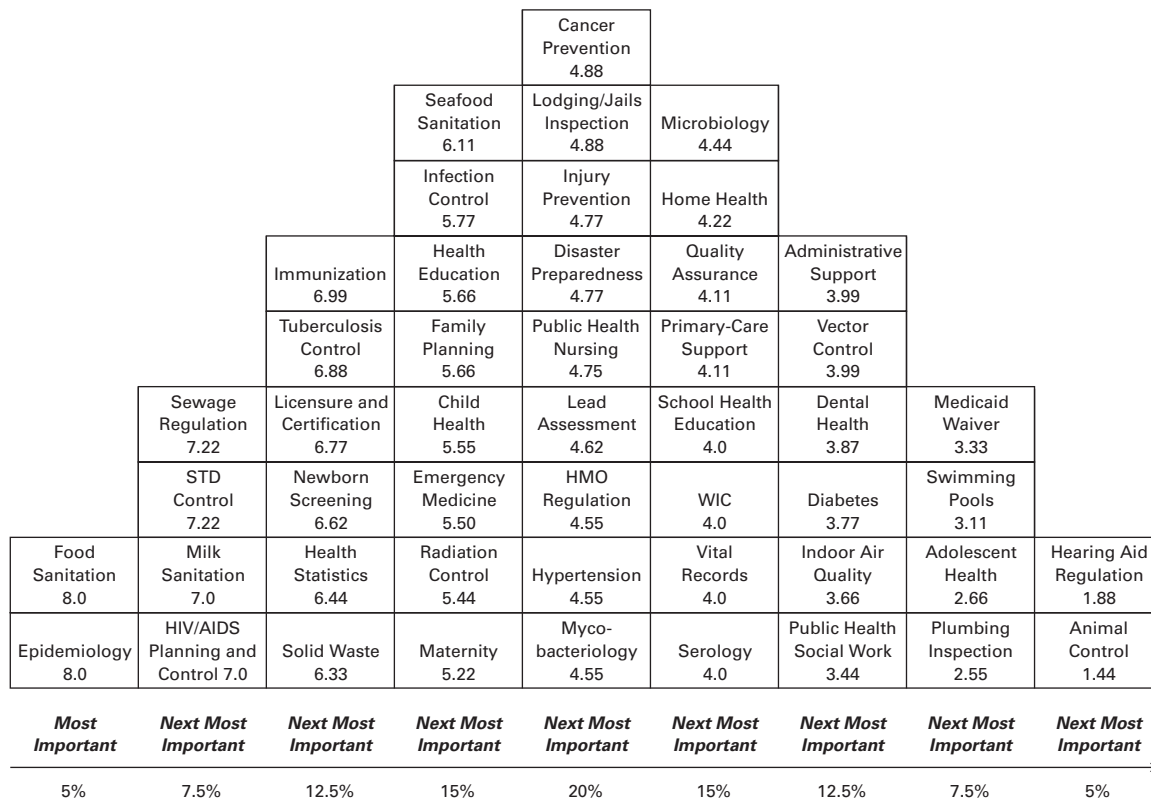 Cancer
Prevention
4.88
Seafood
Sanitation
6.11
Lodging/Jails
Inspection
4.88
Microbiology
4.44
Infection
Control
5.77
Injury
Prevention
4.77
Home Health
4.22
Immunization
6.99
Health
Education
5.66
Disaster
Preparedness
4.77
Quality
Assurance
4.11
Administrative
Support
3.99
Tuberculosis
Control
6.88
Family
Planning
5.66
Public Health
Nursing
4.75
Primary-Care
Support
4.11
Vector
Control
3.99
Sewage
Regulation
7.22
Licensure and
Certification
6.77
Child
Health
5.55
Lead
Assessment
4.62
School Health
Education
4.0
Dental
Health
3.87
Medicaid
Waiver
3.33
STD
Control
7.22
Newborn
Screening
6.62
Emergency
Medicine
5.50
HMO
Regulation
4.55
WIC
4.0
Diabetes
3.77
Swimming
Pools
3.11
Food
Sanitation
8.0
Milk
Sanitation
7.0
Health
Statistics
6.44
Radiation
Control
5.44
Hypertension
4.55
Vital
Records
4.0
Indoor Air
Quality
3.66
Adolescent
Health
2.66
Hearing Aid
Regulation
1.88
Epidemiology
8.0
HIV/AIDS
Planning and
Control 7.0
Solid Waste
6.33
Maternity
5.22
Myco-
bacteriology
4.55
Serology
4.0
Public Health
Social Work
3.44
Plumbing
Inspection
2.55
Animal
Control
1.44
Most
Important
Next Most
Important
Next Most
Important
Next Most
Important
Next Most
Important
Next Most
Important
Next Most
Important
Next Most
Important
Next Most
Important
5%
7.5%
12.5%
15%
20%
15%
12.5%
7.5%
5%